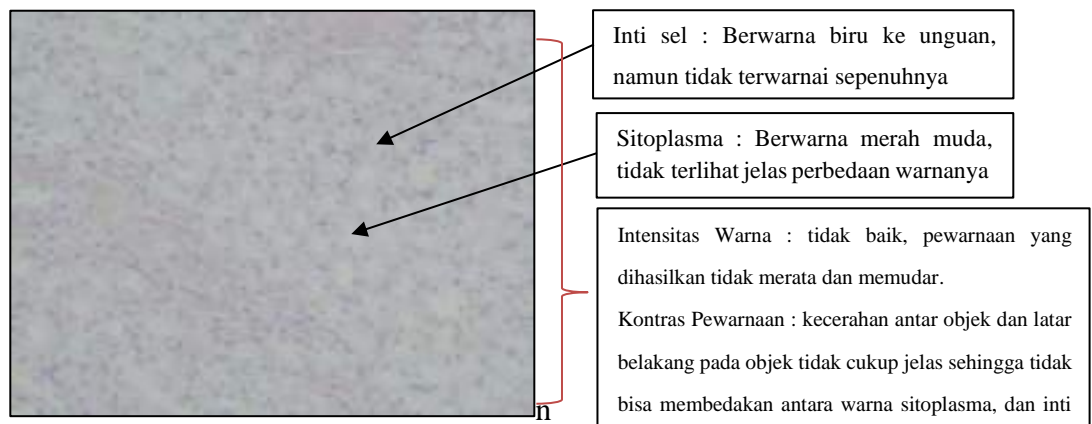 Inti sel : Berwarna biru ke unguan,
namun tidak terwarnai sepenuhnya
Sitoplasma : Berwarna merah muda,
tidak terlihat jelas perbedaan warnanya
Intensitas Warna : tidak baik, pewarnaan yang
dihasilkan tidak merata dan memudar.
Kontras Pewarnaan : kecerahan antar objek dan latar
belakang pada objek tidak cukup jelas sehingga tidak
bisa membedakan antara warna sitoplasma, dan inti
n